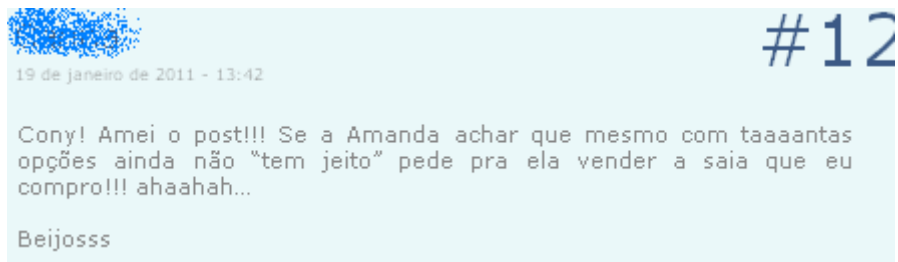 #12
19 de janeiro de 2011 - 13:42
Cony! Amei o post!!! Se a Amanda achar que mesmo com taaaantas
opções ainda não “tem jeito” pede pra ela vender a saia que eu
compro!!! ahaahah...
Beijosss